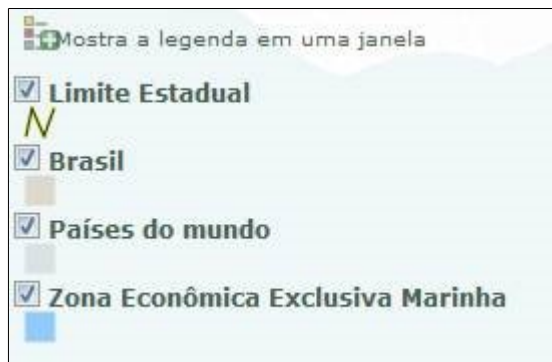 Mostra a legenda em uma janela
Limite Estadual
Brasil
Países do mundo
Zona Econômica Exclusiva Marinha